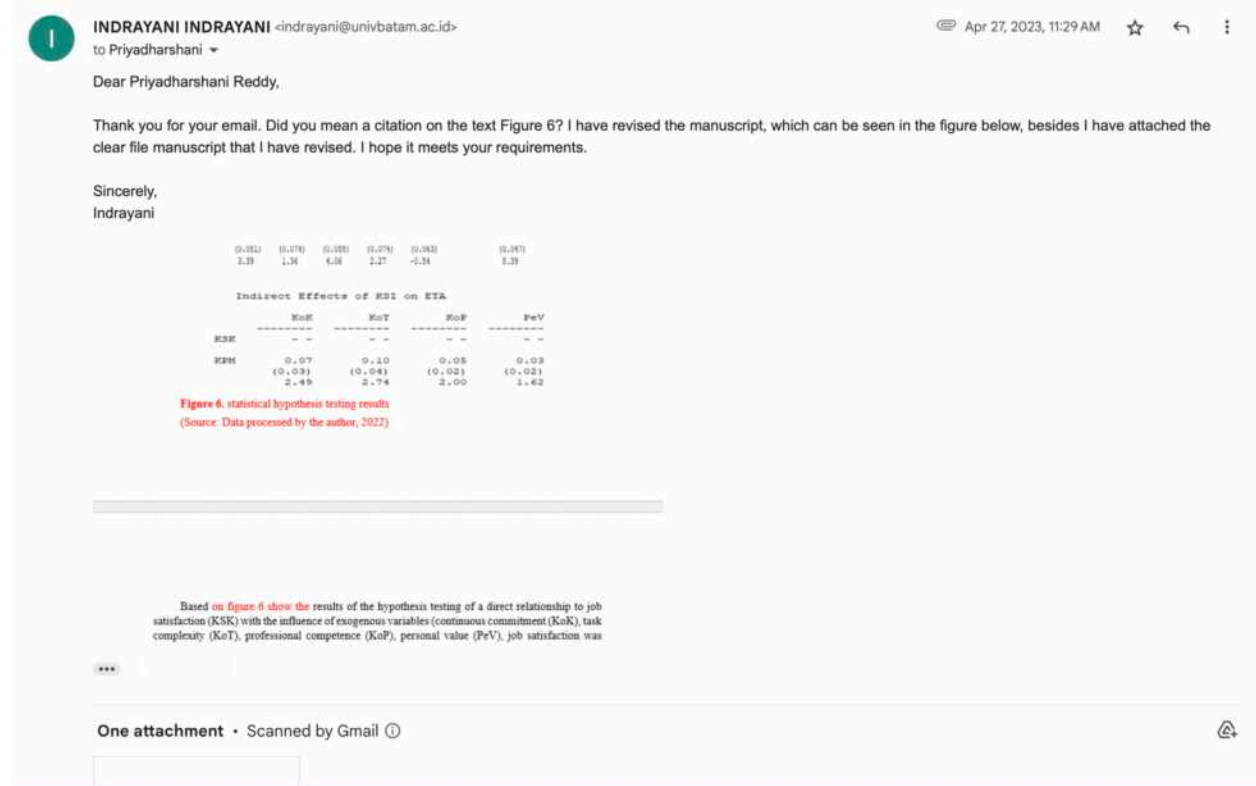 I
INDRAYANI INDRAYANI <indrayani@univbatam.ac.id>
Apr 27, 2023, 11:29 AM
to Priyadharshani
Dear Priyadharshani Reddy,
Thank you for your email. Did you mean a citation on the text Figure 6? I have revised the manuscript, which can be seen in the figure below, besides I have attached the
clear file manuscript that I have revised. I hope it meets your requirements.
Sincerely,
Indrayani
(0.074) (0.074)
2.27
Indirect Effects of KSI on ETA
KoK KoT KoP PeV
-------- -------- -------- --------
KSK - - - - - - - -
KPM 0.07 0.10 0.05 0.03
(0.03) (0.04) (0.02) (0.02)
2.49 2.74 2.00 1.62
Figure 6. statistical hypothesis testing results
(Source: Data processed by the author, 2022)
Based on figure 6 show the results of the hypothesis testing of a direct relationship to job
satisfaction (KSK) with the influence of exogenous variables (continuous commitment (KoK), task
complexity (KoT), professional competence (KoP), personal value (PeV), job satisfaction was
One attachment • Scanned by Gmail